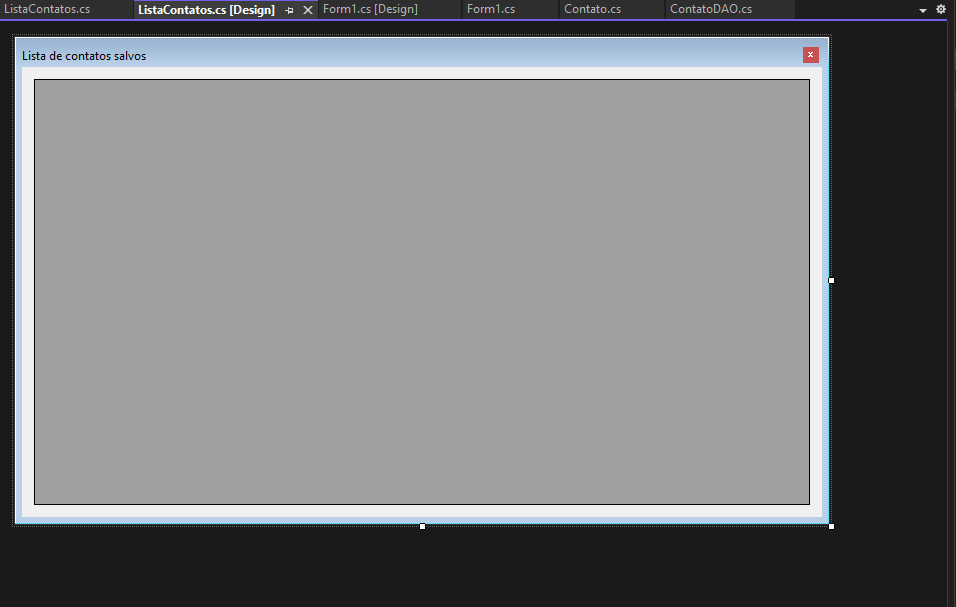 ListaContatos.cs
ListaContatos.cs [Design]
Form1.cs [Design]
Form1.cs
Contato.cs
ContatoDAO.cs
Lista de contatos salvos